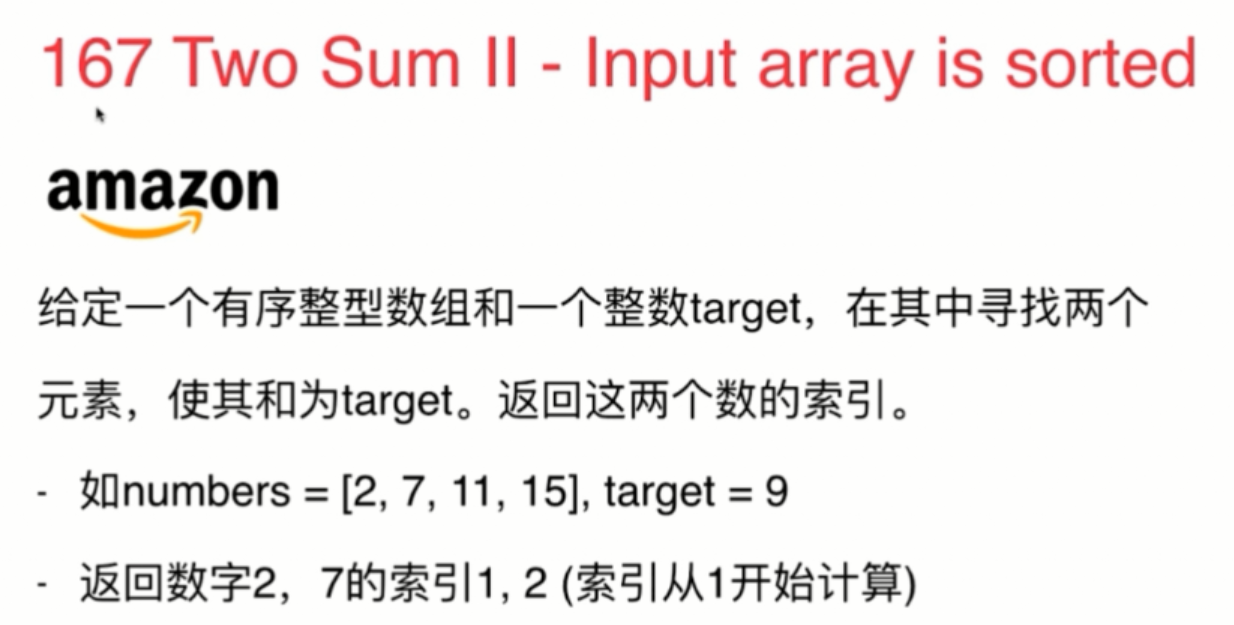 167 Two Sum II - Input array is sorted
amazon
给定一个有序整型数组和一个整数target，在其中寻找两个
元素，使其和为target。返回这两个数的索引。
- 如numbers = [2, 7, 11, 15], target = 9
- 返回数字2，7的索引1, 2 (索引从1开始计算)